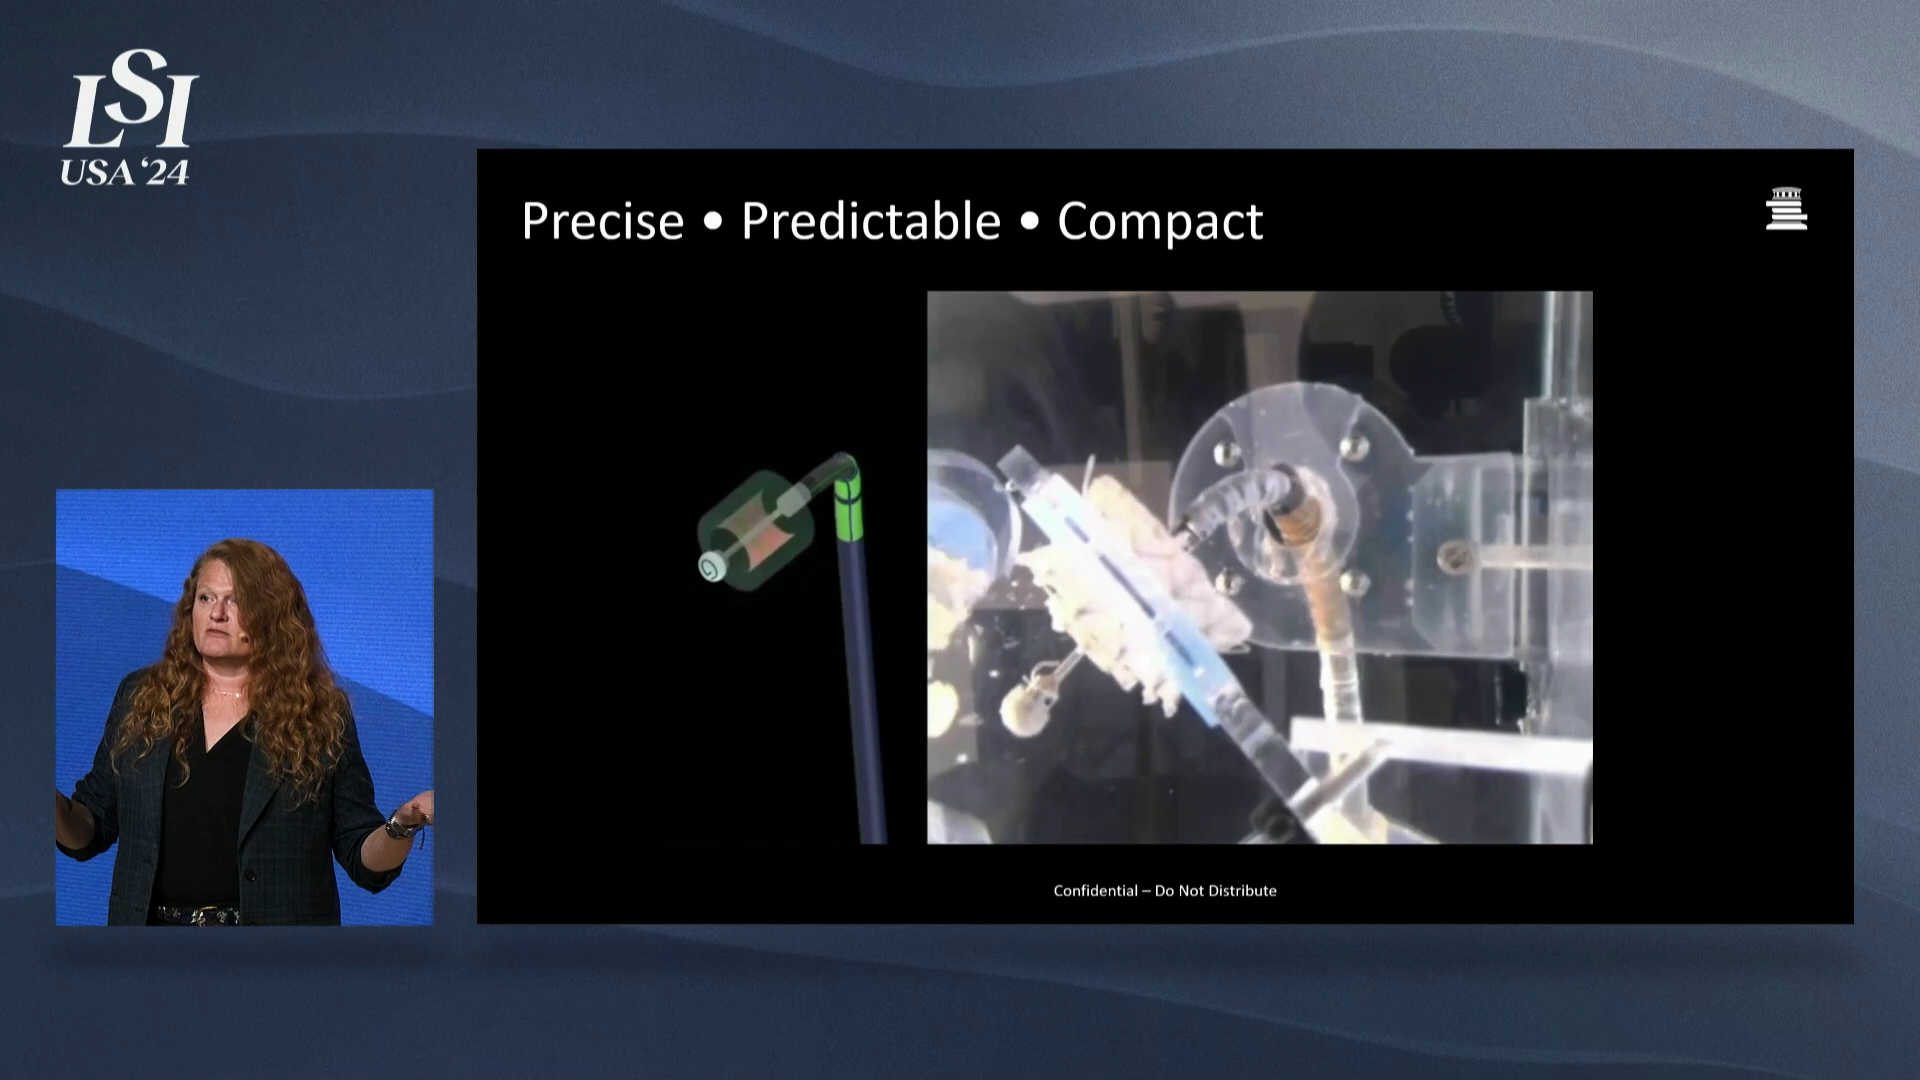 LSI
USA '24
Precise • Predictable • Compact
Confidential – Do Not Distribute